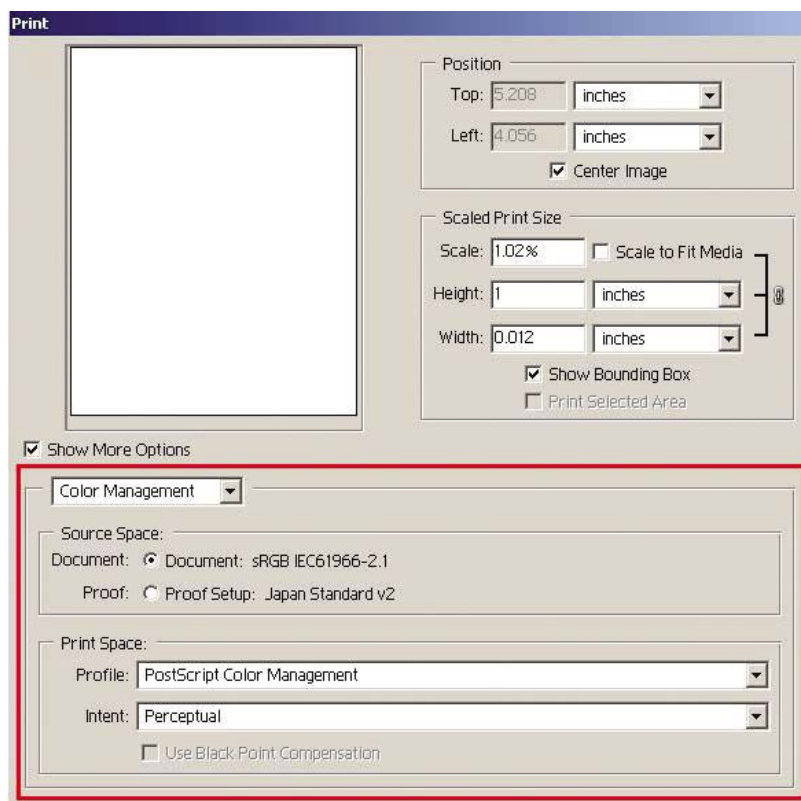 Print
Position
Top: 5.208 inches
Left: 4.056 inches
Center Image
Scaled Print Size
Scale: 1.02% Scale to Fit Media
Height: 1 inches
Width: 0.012 inches
Show Bounding Box
Print Selected Area
Show More Options
Color Management
Source Space:
Document: Document: sRGB IEC61966-2.1
Proof: Proof Setup: Japan Standard v2
Print Space:
Profile: PostScript Color Management
Intent: Perceptual
Use Black Point Compensation